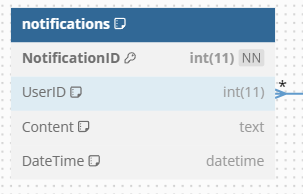 notifications
NotificationID int(11) NN
UserID int(11)
*
Content text
DateTime datetime